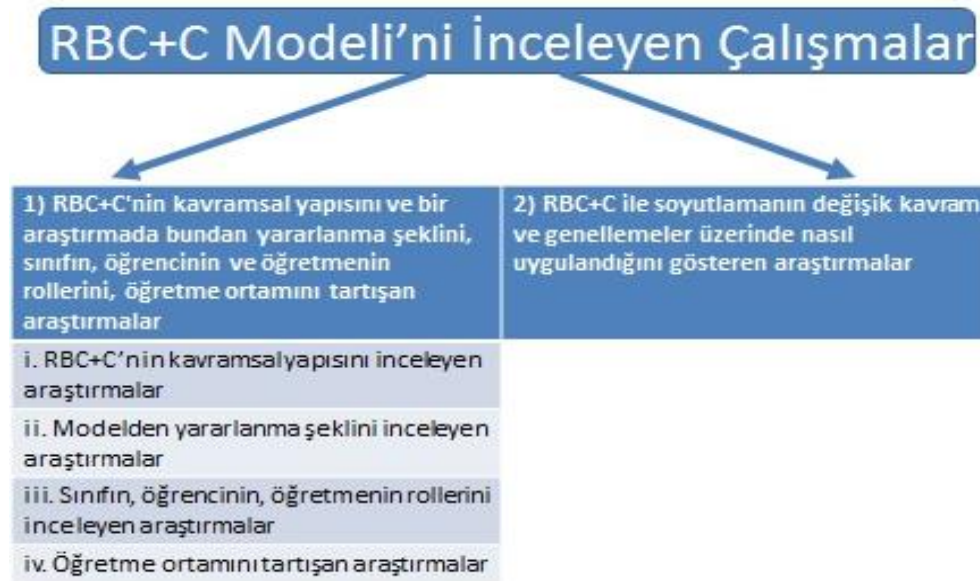 RBC+C Modeli’ni İnceleyen Çalışmalar
1) RBC+C'nin kavramsal yapısını ve bir
araştırmada bundan yararlanma şeklini,
sınıfın, öğrencinin ve öğretmenin
rollerini, öğretme ortamını tartışan
araştırmalar
2) RBC+C ile soyutlamanın değişik kavram
ve genellemeler üzerinde nasıl
uygulandığını gösteren araştırmalar
i. RBC+C’nin kavramsal yapısını inceleyen
araştırmalar
ii. Modelden yararlanma şeklini inceleyen
araştırmalar
iii. Sınıfın, öğrencinin, öğretmenin rollerini
inceleyen araştırmalar
iv. Öğretme ortamını tartışan araştırmalar